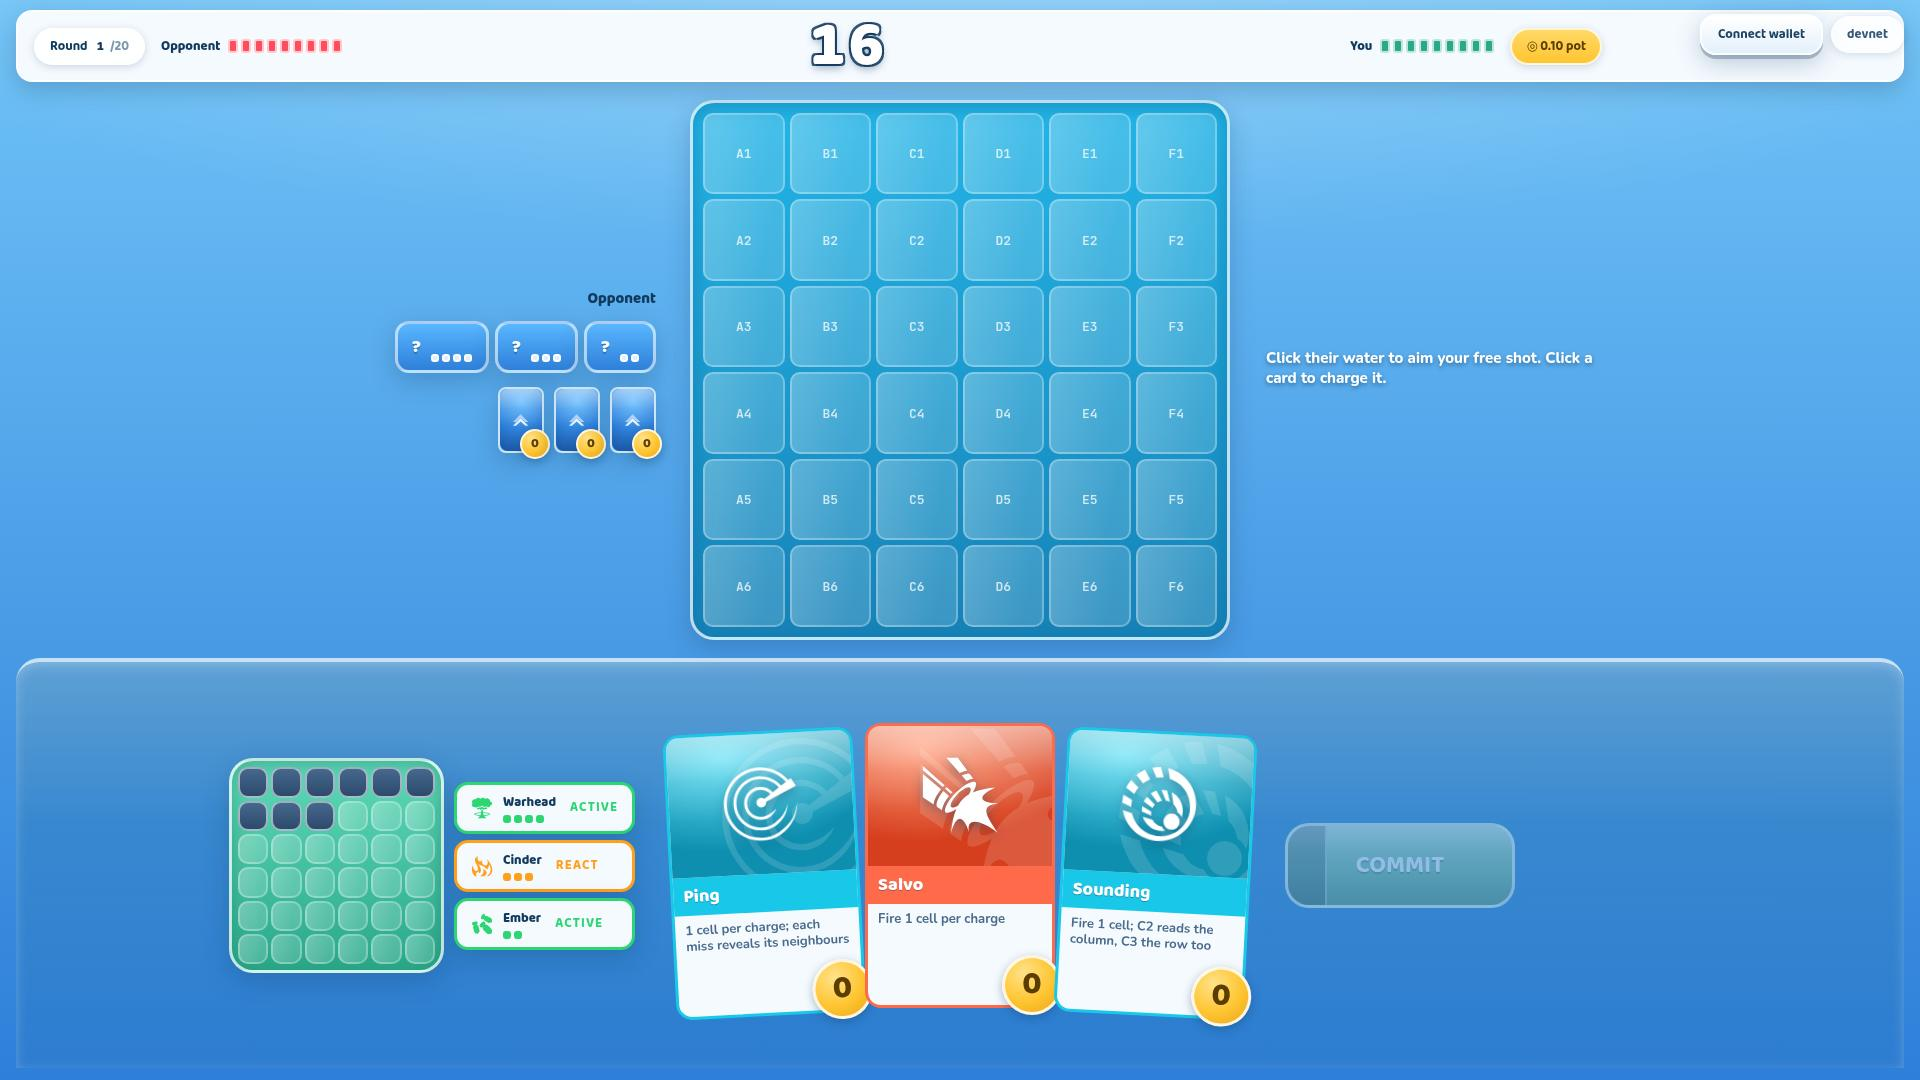 Round 1 /20
Opponent
16
You
◎ 0.10 pot
Connect wallet
devnet
A1 B1 C1 D1 E1 F1
A2 B2 C2 D2 E2 F2
A3 B3 C3 D3 E3 F3
A4 B4 C4 D4 E4 F4
A5 B5 C5 D5 E5 F5
A6 B6 C6 D6 E6 F6
Opponent
? ? ?
0 0 0
Click their water to aim your free shot. Click a
card to charge it.
Warhead ACTIVE
Cinder REACT
Ember ACTIVE
Ping
1 cell per charge; each
miss reveals its neighbours
0
Salvo
Fire 1 cell per charge
0
Sounding
Fire 1 cell; C2 reads the
column, C3 the row too
0
COMMIT